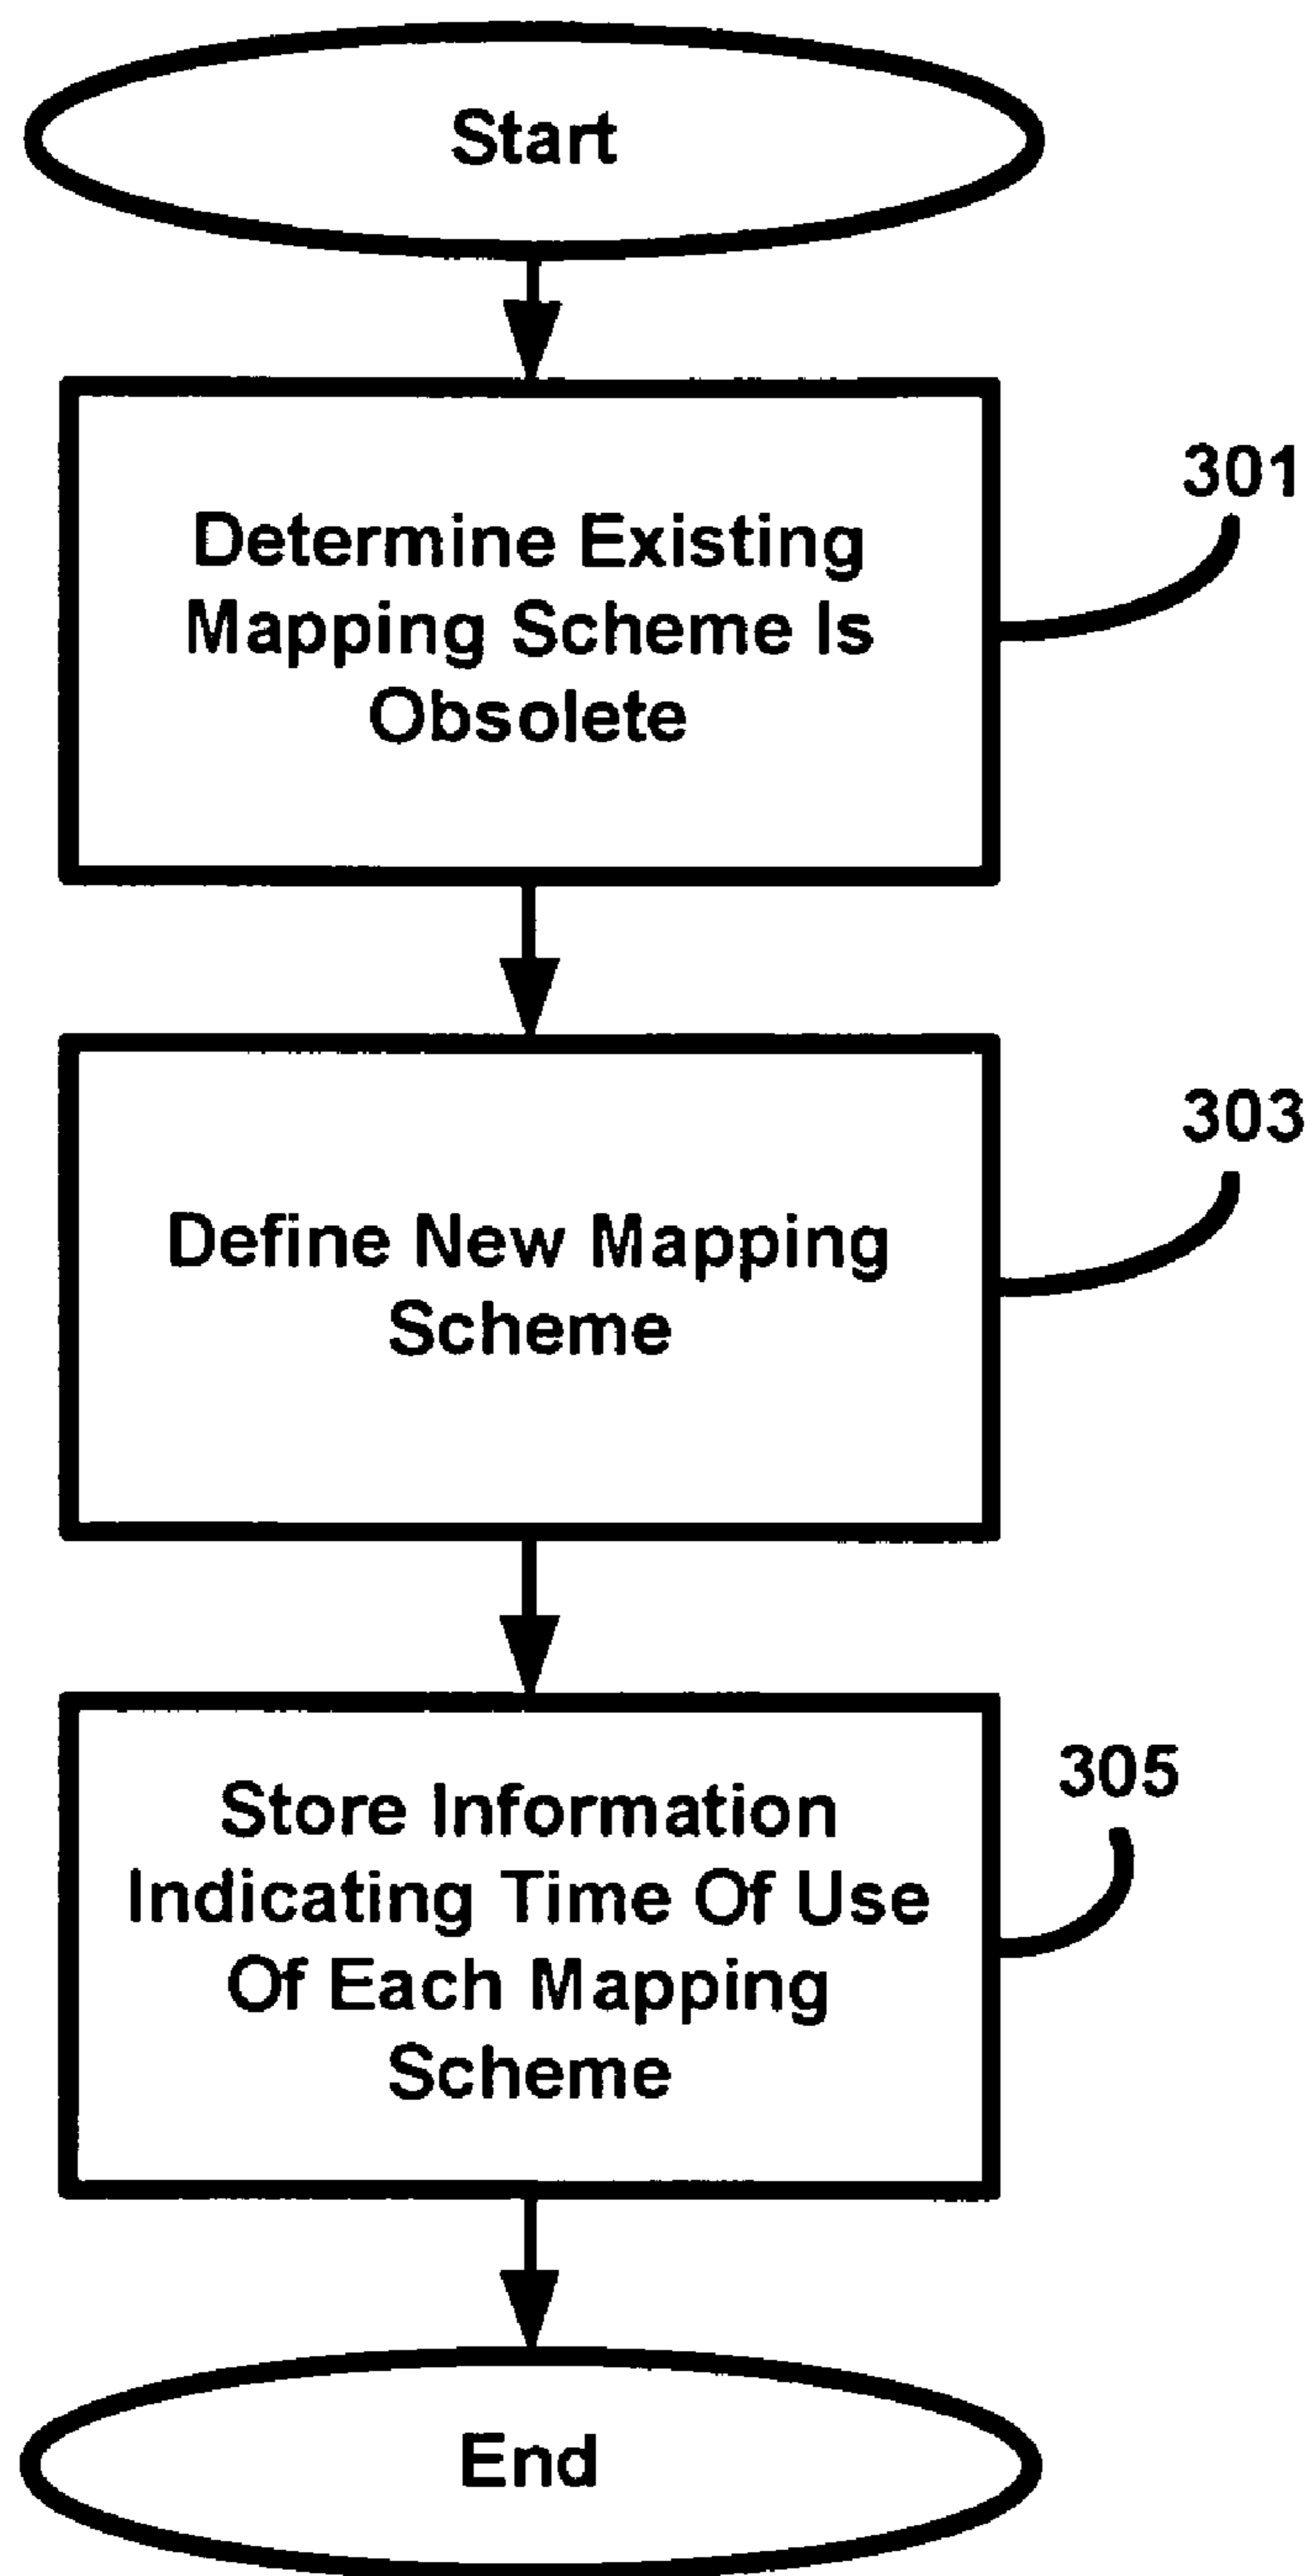 Start
301
Determine Existing
Mapping Scheme Is
Obsolete
303
Define New Mapping
Scheme
305
Store Information
Indicating Time Of Use
Of Each Mapping
Scheme
End